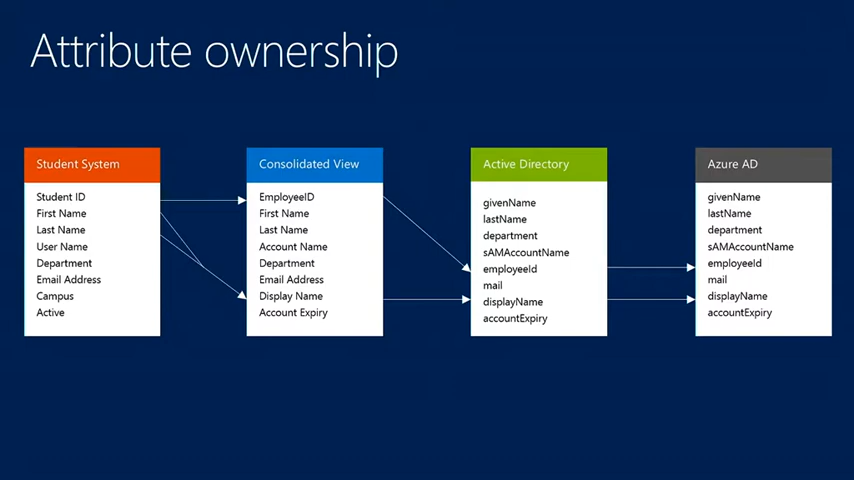 Attribute ownership
Student System
Student ID
First Name
Last Name
User Name
Department
Email Address
Campus
Active
Consolidated View
EmployeeID
First Name
Last Name
Account Name
Department
Email Address
Display Name
Account Expiry
Active Directory
givenName
lastName
department
sAMAccountName
employeeId
mail
displayName
accountExpiry
Azure AD
givenName
lastName
department
sAMAccountName
employeeId
mail
displayName
accountExpiry